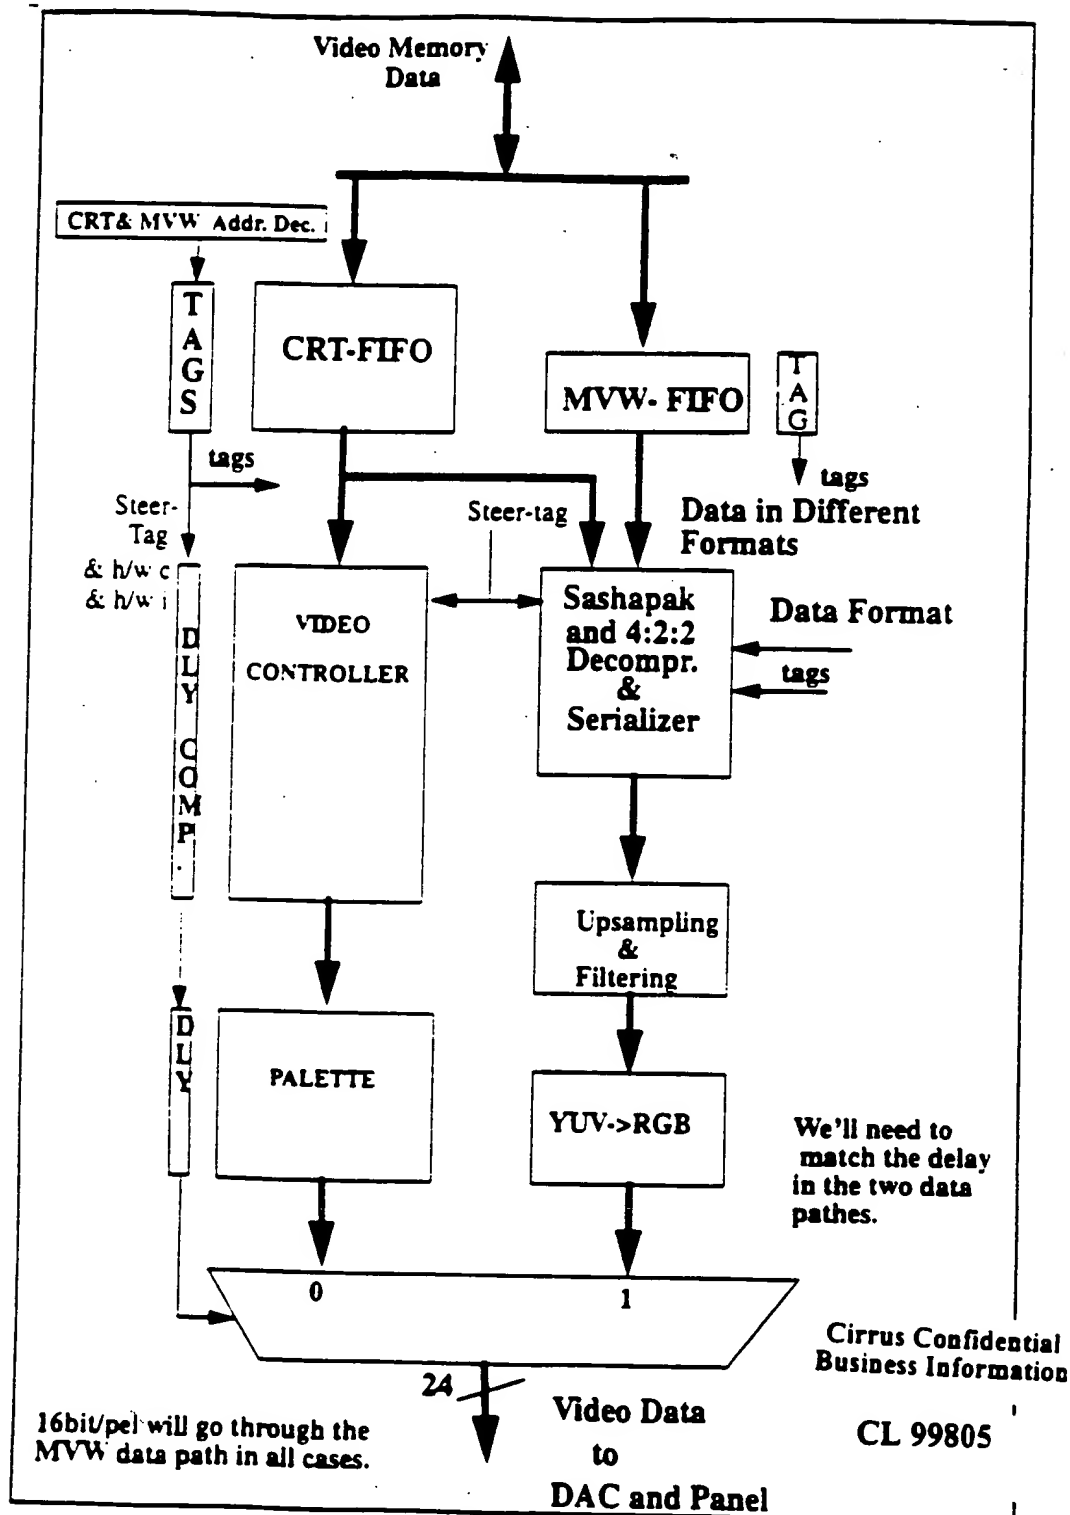 Video Memory
Data
CRT& MVW Addr. Dec.
TAGS
CRT-FIFO
MVW- FIFO
TAG
tags
tags
Steer-
Tag
Steer-tag
Data in Different
Formats
& h/w c
& h/w i
DLY COMP.
VIDEO
CONTROLLER
Sashapak
and 4:2:2
Decompr.
&
Serializer
Data Format
tags
Upsampling
&
Filtering
DLY
PALETTE
YUV->RGB
We'll need to
match the delay
in the two data
pathes.
0
1
24
Cirrus Confidential
Business Information
16bit/pel will go through the
MVW data path in all cases.
Video Data
to
DAC and Panel
CL 99805